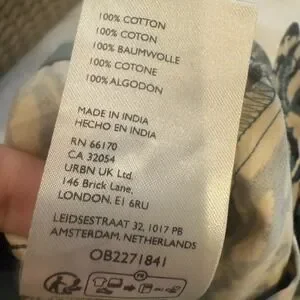 100% COTTON
100% COTON
100% BAUMWOLLE
100% COTONE
100% ALGODÓN
MADE IN INDIA
HECHO EN INDIA
RN 66170
CA 32054
URBN UK Ltd.
146 Brick Lane,
LONDON. E1 6RU
LEIDSESTRAAT 32, 1017 PB
AMSTERDAM, NETHERLANDS
OB2271841
FR